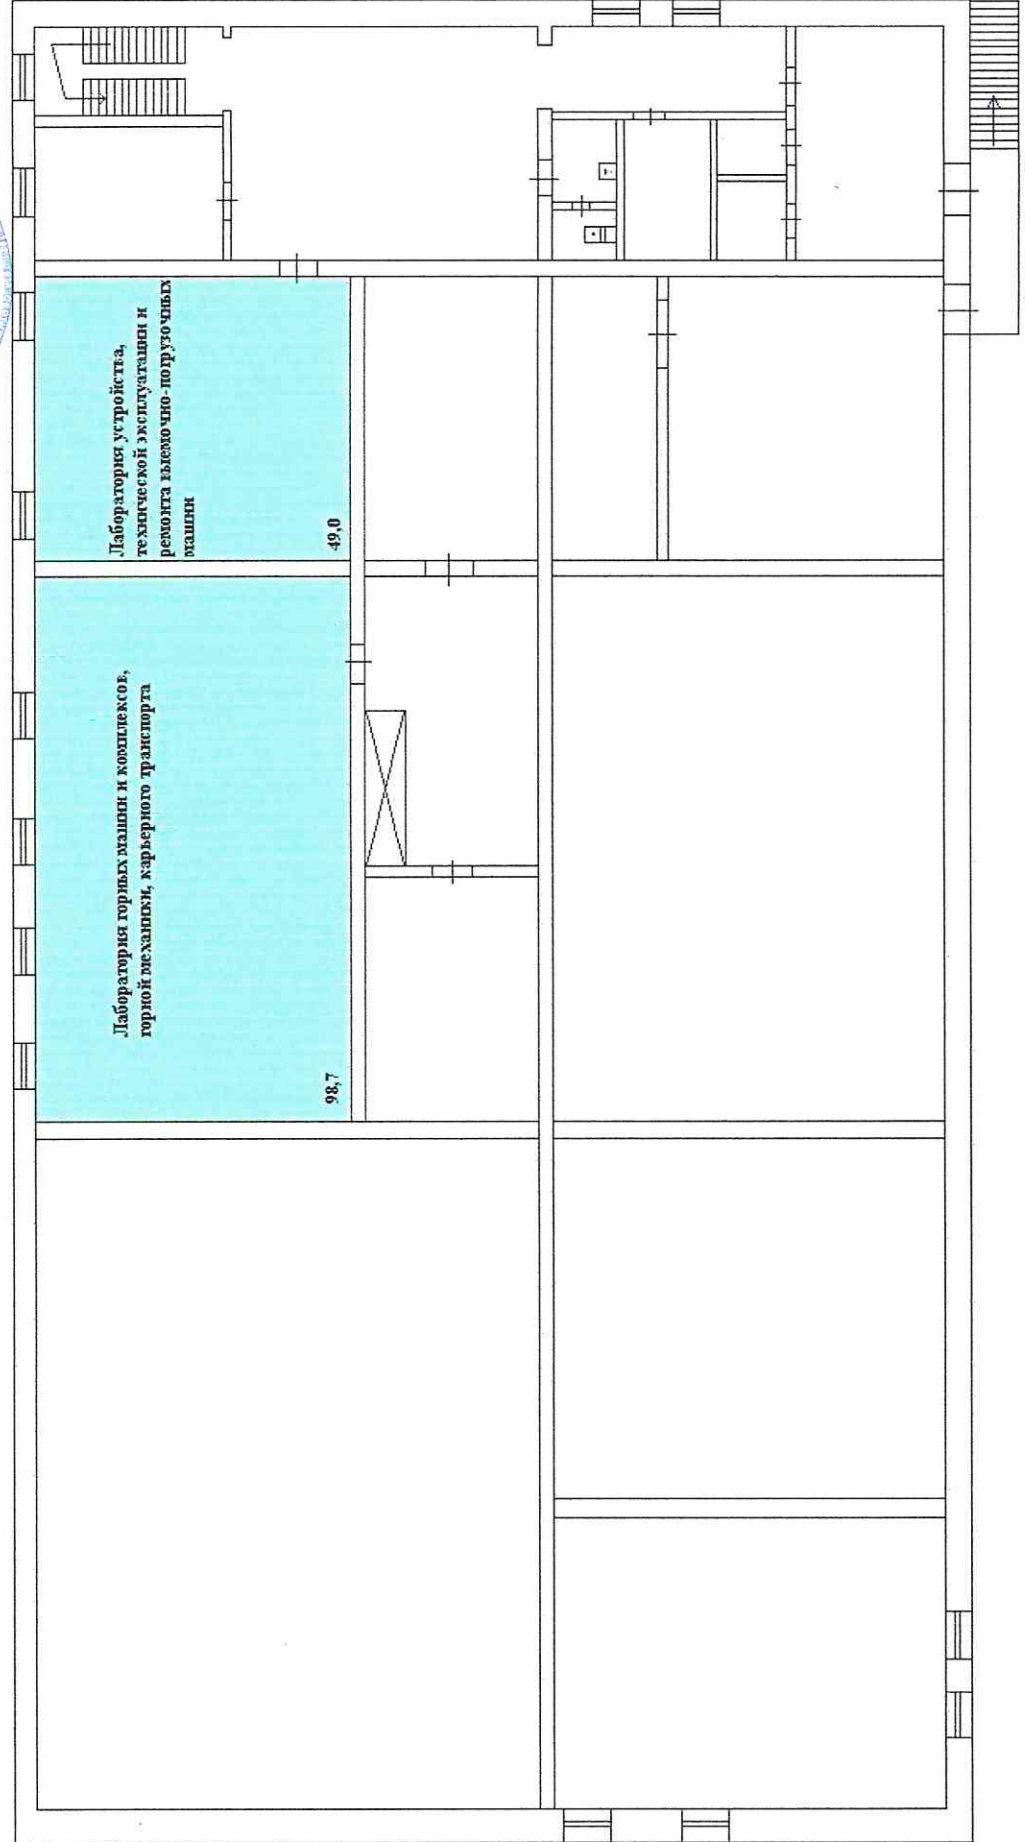 Лаборатория устройства,
технической эксплуатации и
ремонта выемочно-погрузочных
машин
49,0
Лаборатория горных машин и комплексов,
горной механики, карьерного транспорта
98,7